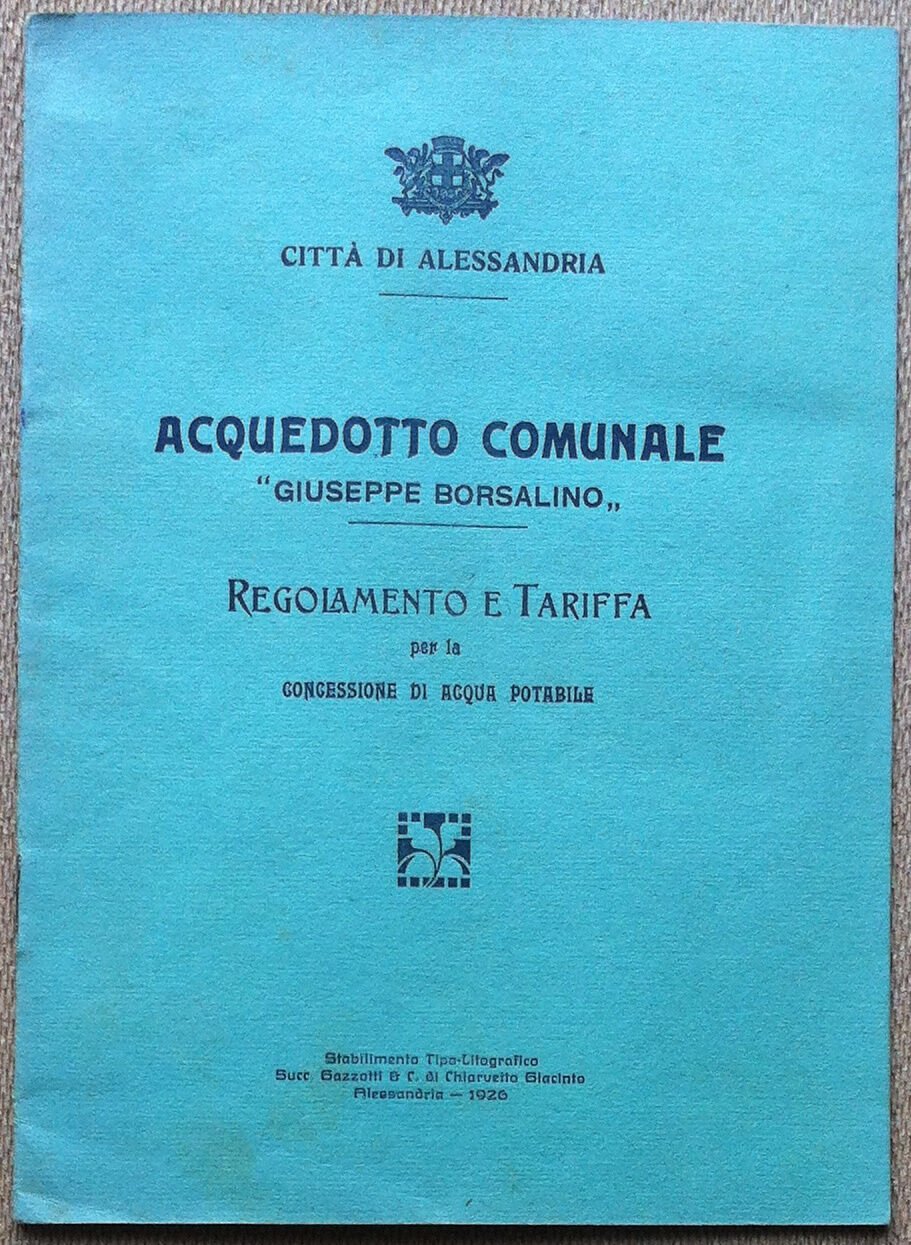 CITTÀ DI ALESSANDRIA
ACQUEDOTTO COMUNALE
"GIUSEPPE BORSALINO„
REGOLAMENTO E TARIFFA
per la
CONCESSIONE DI ACQUA POTABILE
Stabilimento Tipo-Litografico
Succ. Gazzotti & C. di Chiarvetto Giacinto
Alessandria — 1926